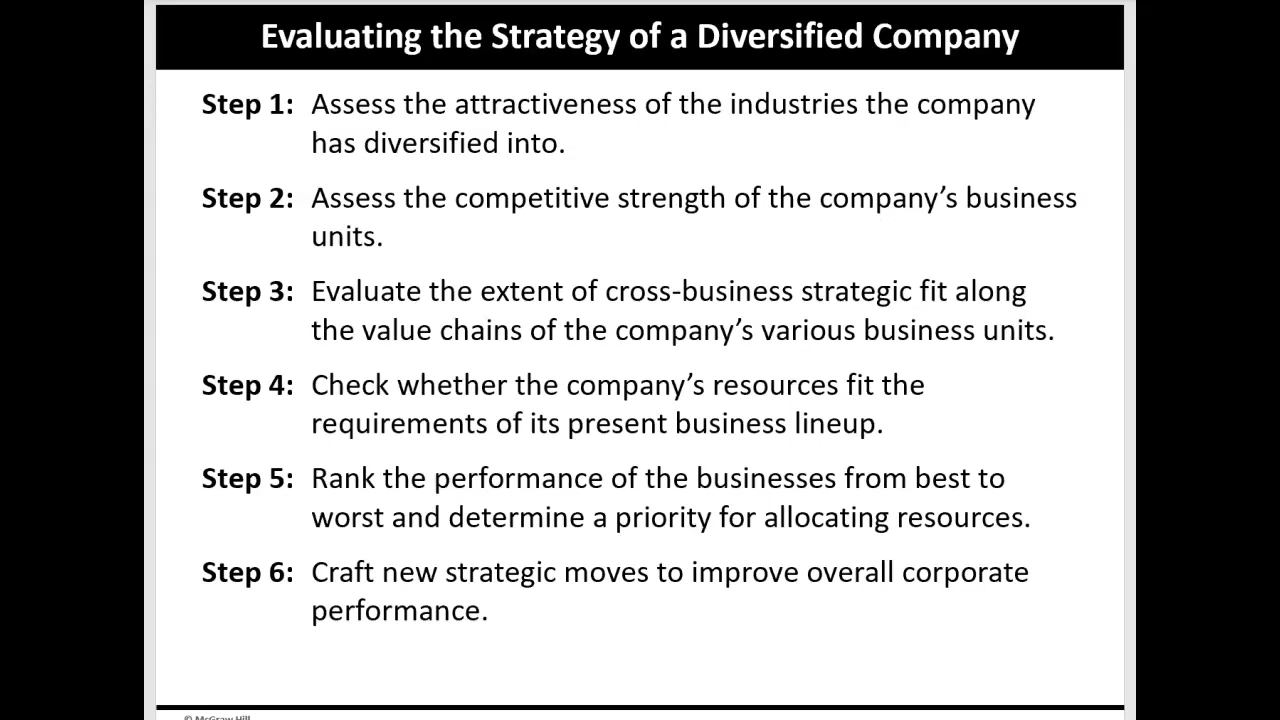 Evaluating the Strategy of a Diversified Company
Step 1: Assess the attractiveness of the industries the company
has diversified into.
Step 2: Assess the competitive strength of the company’s business
units.
Step 3: Evaluate the extent of cross-business strategic fit along
the value chains of the company’s various business units.
Step 4: Check whether the company’s resources fit the
requirements of its present business lineup.
Step 5: Rank the performance of the businesses from best to
worst and determine a priority for allocating resources.
Step 6: Craft new strategic moves to improve overall corporate
performance.
© McGraw Hill